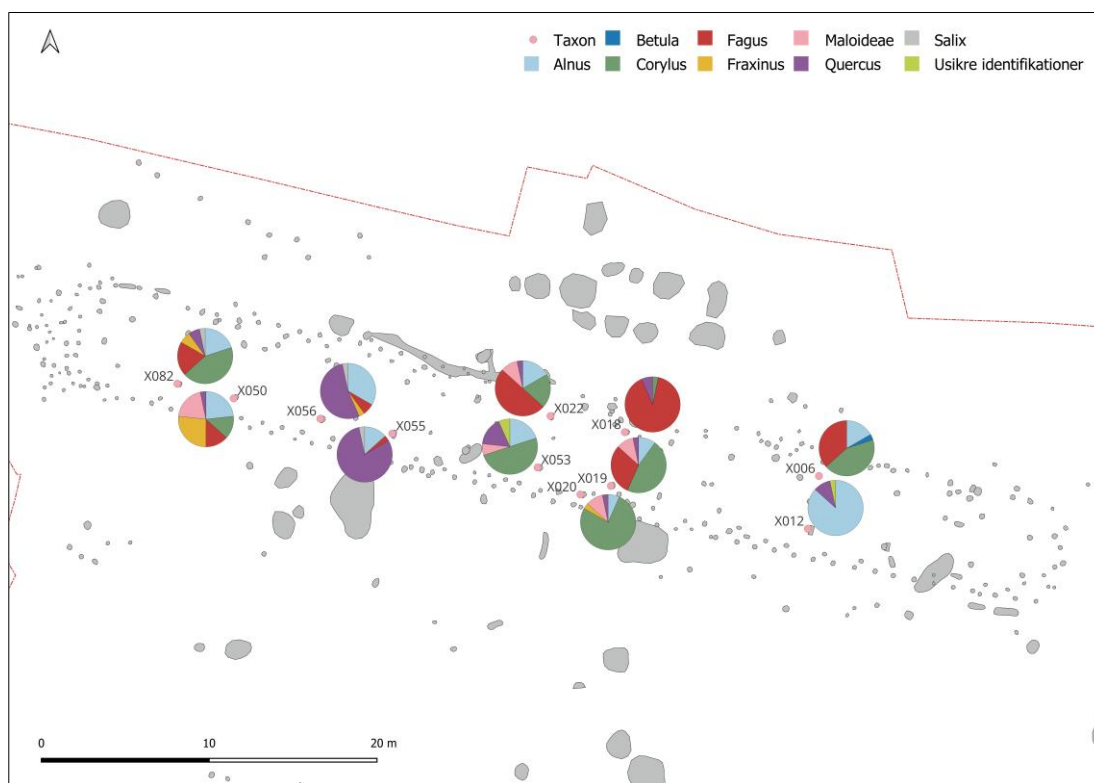 Taxon Betula Fagus Maloideae Salix
Alnus Corylus Fraxinus Quercus Usikre identifikationer
X082
X050
X056
X055
X022
X018
X053
X019
X020
X006
X012
0 10 20 m